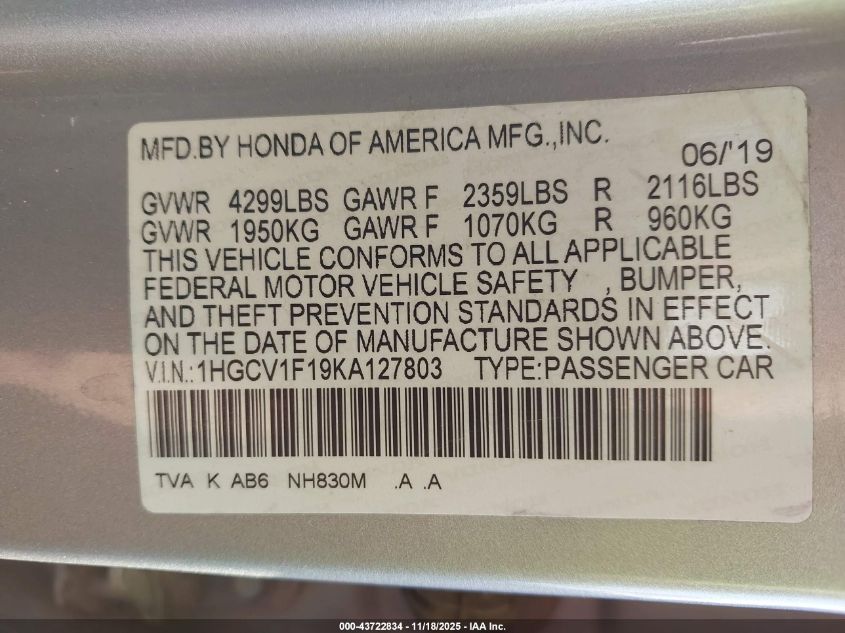 MFD.BY HONDA OF AMERICA MFG.,INC.
06/'19
GVWR 4299LBS GAWR F 2359LBS R 2116LBS
GVWR 1950KG GAWR F 1070KG R 960KG
THIS VEHICLE CONFORMS TO ALL APPLICABLE
FEDERAL MOTOR VEHICLE SAFETY , BUMPER,
AND THEFT PREVENTION STANDARDS IN EFFECT
ON THE DATE OF MANUFACTURE SHOWN ABOVE.
V.I.N.: 1HGCV1F19KA127803 TYPE:PASSENGER CAR
TVA K AB6 NH830M .A .A
000-43722834 - 11/18/2025 - IAA Inc.